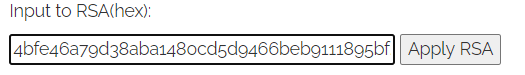 Input to RSA(hex):
4bfe46a79d38aba1480cd5d9466beb9111895bf Apply RSA